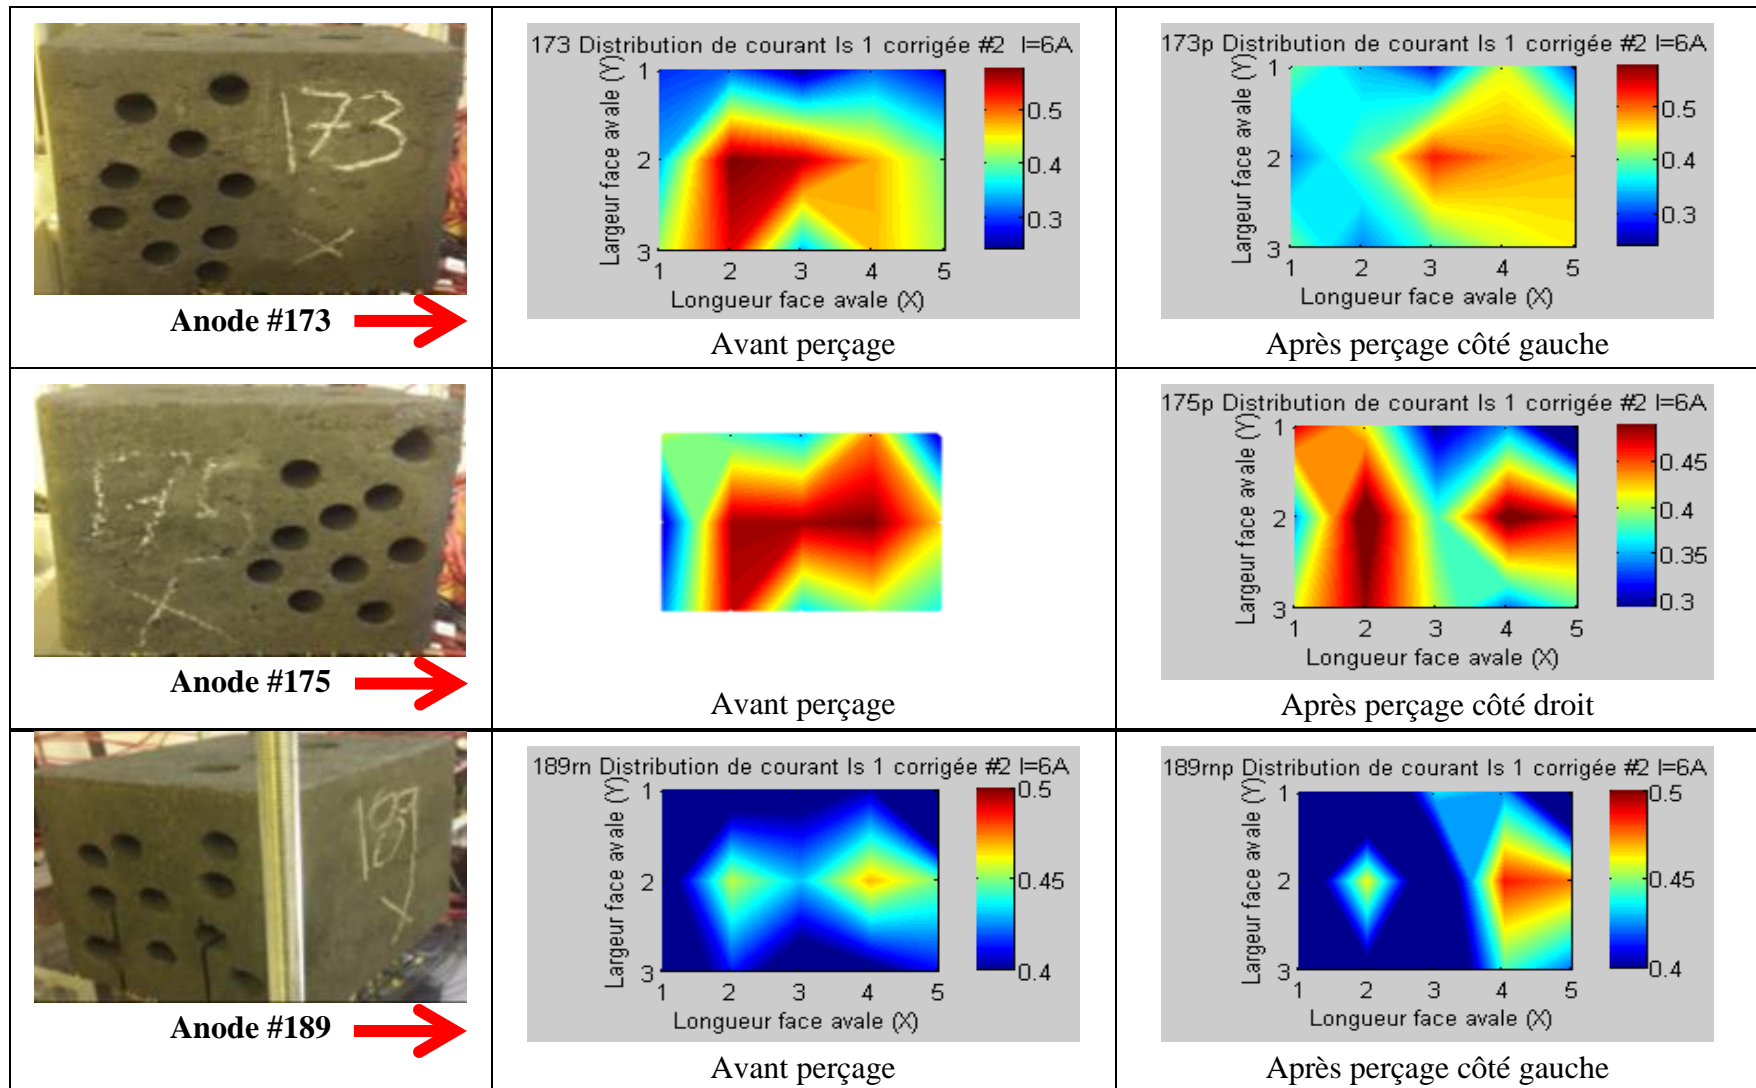 173
X
Anode #173
173 Distribution de courant Is 1 corrigée #2 I=6A
Largeur face avale (Y)
1
2
3
1 2 3 4 5
Longueur face avale (X)
0.5
0.4
0.3
Avant perçage
173p Distribution de courant Is 1 corrigée #2 I=6A
Largeur face avale (Y)
1
2
3
1 2 3 4 5
Longueur face avale (X)
0.5
0.4
0.3
Après perçage côté gauche
175
X
Anode #175
Avant perçage
175p Distribution de courant Is 1 corrigée #2 I=6A
Largeur face avale (Y)
1
2
3
1 2 3 4 5
Longueur face avale (X)
0.45
0.4
0.35
0.3
Après perçage côté droit
189
X
Anode #189
189rn Distribution de courant Is 1 corrigée #2 I=6A
Largeur face avale (Y)
1
2
3
1 2 3 4 5
Longueur face avale (X)
0.5
0.45
0.4
Avant perçage
189rnp Distribution de courant Is 1 corrigée #2 I=6A
Largeur face avale (Y)
1
2
3
1 2 3 4 5
Longueur face avale (X)
0.5
0.45
0.4
Après perçage côté gauche